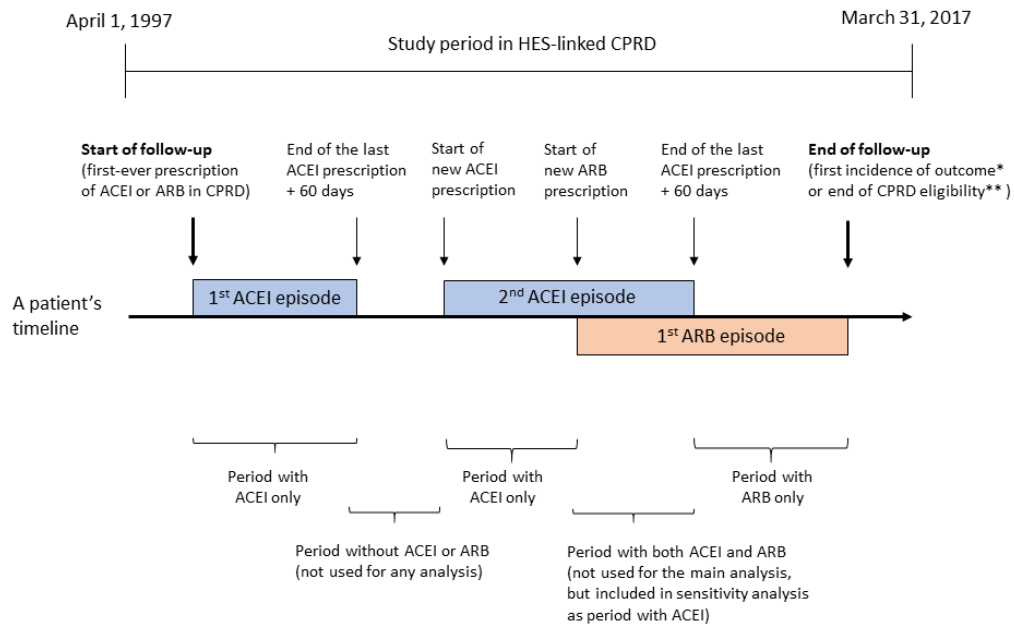 April 1, 1997
March 31, 2017
Study period in HES-linked CPRD
Start of follow-up
(first-ever prescription
of ACEI or ARB in CPRD)
End of the last
ACEI prescription
+ 60 days
Start of
new ACEI
prescription
Start of
new ARB
prescription
End of the last
ACEI prescription
+ 60 days
End of follow-up
(first incidence of outcome*
or end of CPRD eligibility** )
A patient’s
timeline
1st ACEI episode
2nd ACEI episode
1st ARB episode
Period with
ACEI only
Period with
ACEI only
Period with
ARB only
Period without ACEI or ARB
(not used for any analysis)
Period with both ACEI and ARB
(not used for the main analysis,
but included in sensitivity analysis
as period with ACEI)